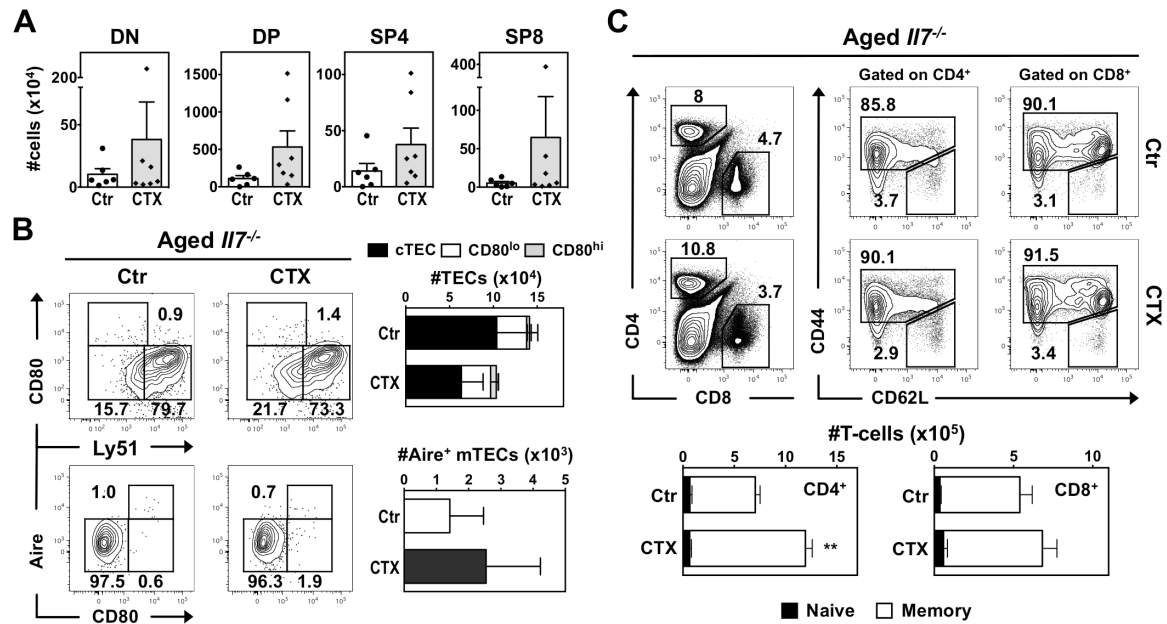 A
DN DP SP4 SP8
#cells (x10⁴)
200 1500 100 400
1000 100
50 500 50 50
0 0 0 0
Ctr CTX Ctr CTX Ctr CTX Ctr CTX
B
Aged Il7-/-
Ctr CTX
0.9 1.4
15.7 79.7 21.7 73.3
CD80
Ly51
1.0 0.7
97.5 0.6 96.3 1.9
Aire
CD80
cTEC CD80lo CD80hi
#TECs (x10⁴)
0 5 10 15
Ctr
CTX
#Aire⁺ mTECs (x10³)
0 1 2 3 4 5
Ctr
CTX
C
Aged Il7-/-
Gated on CD4⁺ Gated on CD8⁺
8 85.8 90.1
4.7 3.7 3.1
Ctr
10.8 90.1 91.5
3.7 2.9 3.4
CTX
CD4
CD8
CD44
CD62L
#T-cells (x10⁵)
0 5 10 15 0 5 10
Ctr CD4⁺ Ctr CD8⁺
CTX ** CTX
Naive Memory